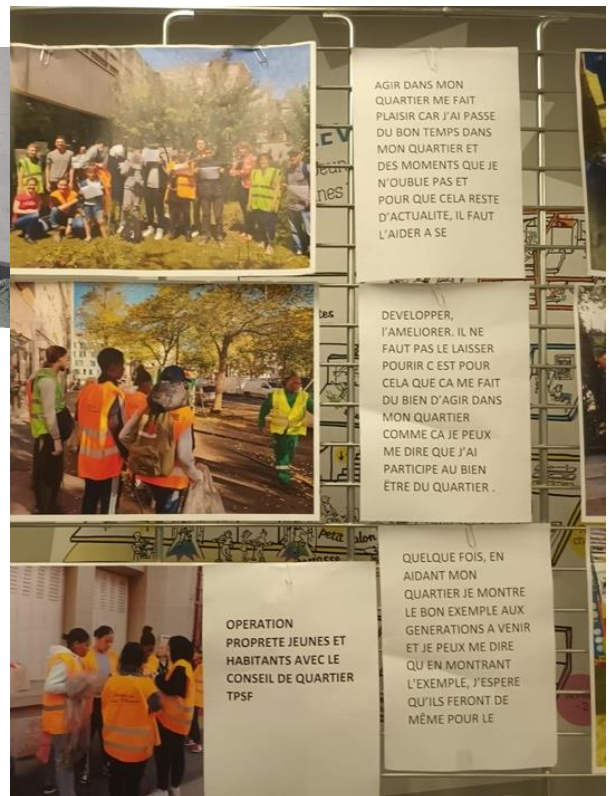 AGIR DANS MON
QUARTIER ME FAIT
PLAISIR CAR J'AI PASSE
DU BON TEMPS DANS
MON QUARTIER ET
DES MOMENTS QUE JE
N'OUBLIE PAS ET
POUR QUE CELA RESTE
D'ACTUALITE, IL FAUT
L'AIDER A SE
DEVELOPPER,
l'AMELIORER. IL NE
FAUT PAS LE LAISSER
POURIR C EST POUR
CELA QUE CA ME FAIT
DU BIEN D'AGIR DANS
MON QUARTIER
COMME CA JE PEUX
ME DIRE QUE J'AI
PARTICIPE AU BIEN
ËTRE DU QUARTIER .
Petit
OPERATION
PROPRETE JEUNES ET
HABITANTS AVEC LE
CONSEIL DE QUARTIER
TPSF
QUELQUE FOIS, EN
AIDANT MON
QUARTIER JE MONTRE
LE BON EXEMPLE AUX
GENERATIONS A VENIR
ET JE PEUX ME DIRE
QU EN MONTRANT
L'EXEMPLE, J'ESPERE
QU'ILS FERONT DE
MÊME POUR LE